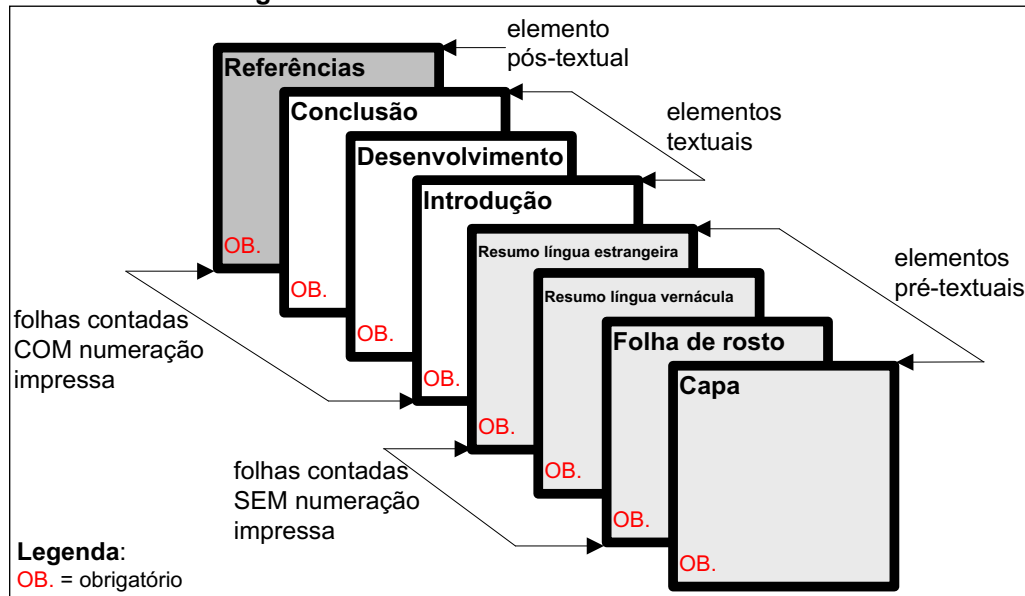 elemento
pós-textual
Referências
Conclusão
elementos
textuais
Desenvolvimento
Introdução
OB.
Resumo língua estrangeira
elementos
pré-textuais
OB.
Resumo língua vernácula
folhas contadas
COM numeração
impressa
OB.
Folha de rosto
OB.
Capa
OB.
folhas contadas
SEM numeração
impressa
OB.
OB.
Legenda:
OB. = obrigatório
OB.